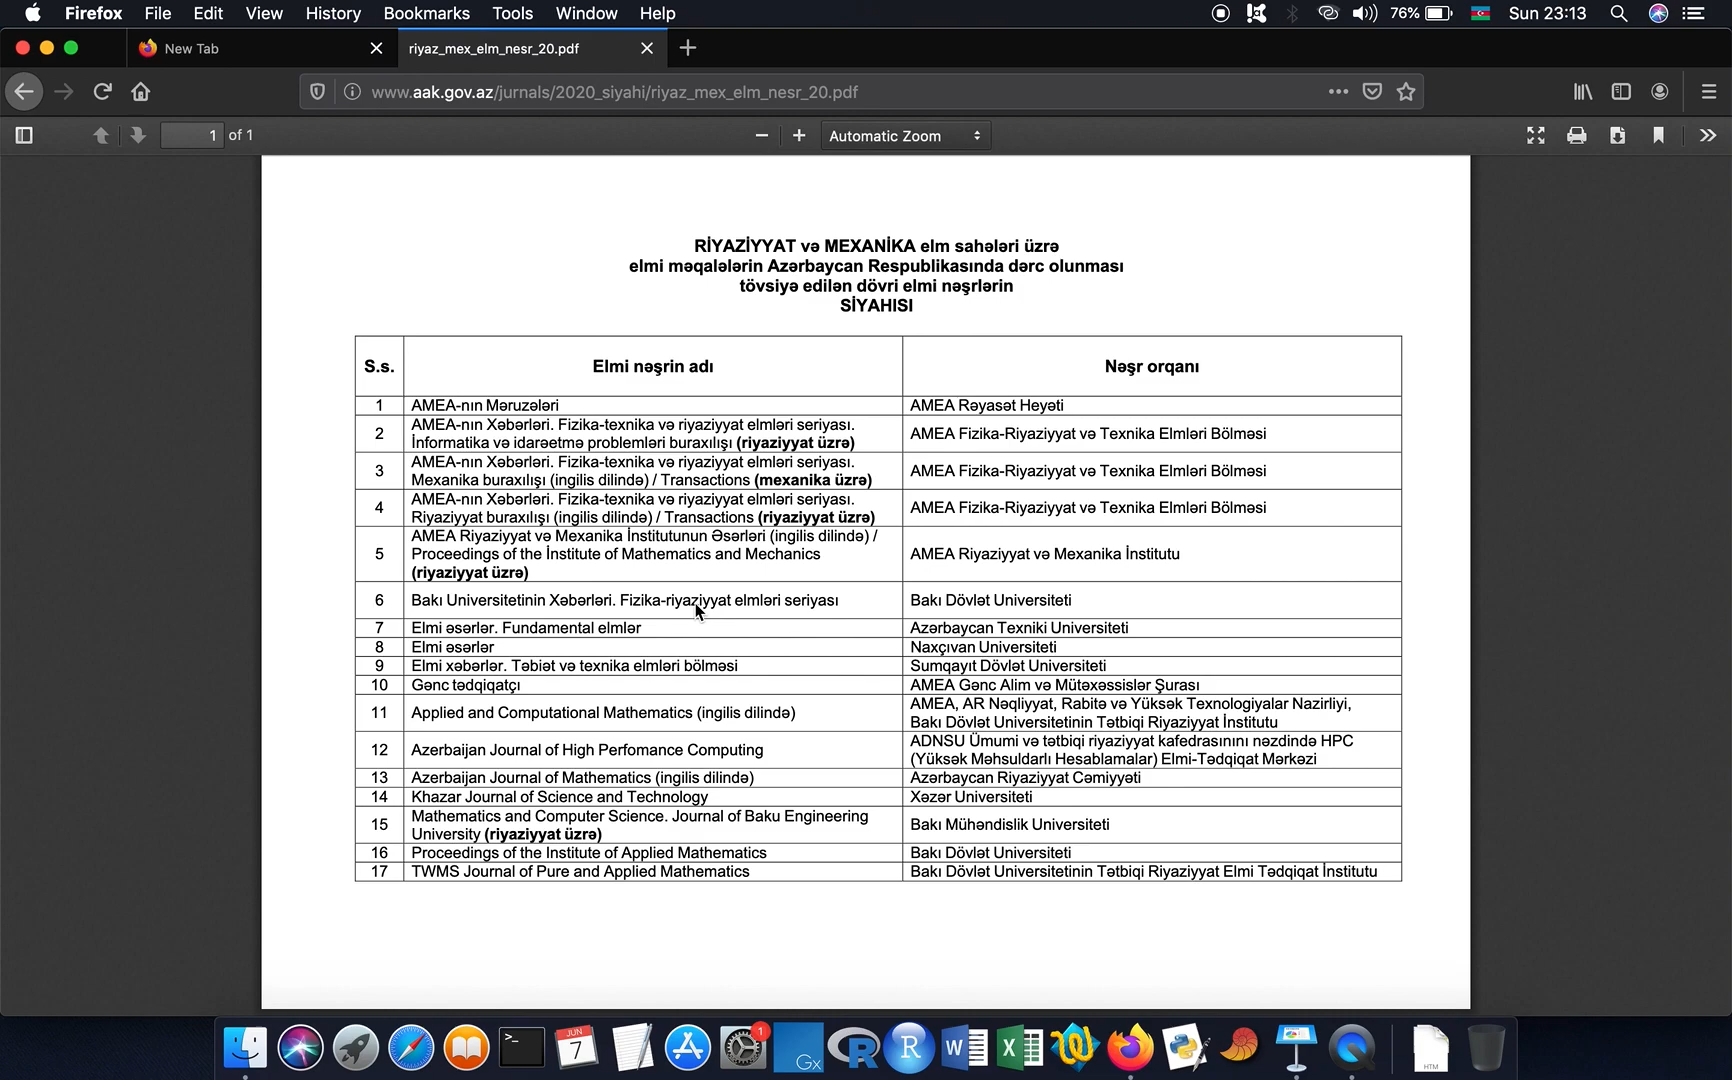 Firefox File Edit View History Bookmarks Tools Window Help 76% Sun 23:13
New Tab riyaz_mex_elm_nesr_20.pdf
www.aak.gov.az/jurnals/2020_siyahi/riyaz_mex_elm_nesr_20.pdf
1 of 1 Automatic Zoom
RİYAZİYYAT və MEXANİKA elm sahələri üzrə
elmi məqalələrin Azərbaycan Respublikasında dərc olunması
tövsiyə edilən dövri elmi nəşrlərin
SİYAHISI
S.s. Elmi nəşrin adı Nəşr orqanı
1 AMEA-nın Məruzələri AMEA Rəyasət Heyəti
2 AMEA-nın Xəbərləri. Fizika-texnika və riyaziyyat elmləri seriyası.
İnformatika və idarəetmə problemləri buraxılışı (riyaziyyat üzrə)
AMEA Fizika-Riyaziyyat və Texnika Elmləri Bölməsi
3 AMEA-nın Xəbərləri. Fizika-texnika və riyaziyyat elmləri seriyası.
Mexanika buraxılışı (ingilis dilində) / Transactions (mexanika üzrə)
AMEA Fizika-Riyaziyyat və Texnika Elmləri Bölməsi
4 AMEA-nın Xəbərləri. Fizika-texnika və riyaziyyat elmləri seriyası.
Riyaziyyat buraxılışı (ingilis dilində) / Transactions (riyaziyyat üzrə)
AMEA Fizika-Riyaziyyat və Texnika Elmləri Bölməsi
5 AMEA Riyaziyyat və Mexanika İnstitutunun Əsərləri (ingilis dilində) /
Proceedings of the İnstitute of Mathematics and Mechanics
(riyaziyyat üzrə)
AMEA Riyaziyyat və Mexanika İnstitutu
6 Bakı Universitetinin Xəbərləri. Fizika-riyaziyyat elmləri seriyası Bakı Dövlət Universiteti
7 Elmi əsərlər. Fundamental elmlər Azərbaycan Texniki Universiteti
8 Elmi əsərlər Naxçıvan Universiteti
9 Elmi xəbərlər. Təbiət və texnika elmləri bölməsi Sumqayıt Dövlət Universiteti
10 Gənc tədqiqatçı AMEA Gənc Alim və Mütəxəssislər Şurası
11 Applied and Computational Mathematics (ingilis dilində)
AMEA, AR Nəqliyyat, Rabitə və Yüksək Texnologiyalar Nazirliyi,
Bakı Dövlət Universitetinin Tətbiqi Riyaziyyat İnstitutu
12 Azerbaijan Journal of High Perfomance Computing
ADNSU Ümumi və tətbiqi riyaziyyat kafedrasınını nəzdində HPC
(Yüksək Məhsuldarlı Hesablamalar) Elmi-Tədqiqat Mərkəzi
13 Azerbaijan Journal of Mathematics (ingilis dilində) Azərbaycan Riyaziyyat Cəmiyyəti
14 Khazar Journal of Science and Technology Xəzər Universiteti
15 Mathematics and Computer Science. Journal of Baku Engineering
University (riyaziyyat üzrə)
Bakı Mühəndislik Universiteti
16 Proceedings of the Institute of Applied Mathematics Bakı Dövlət Universiteti
17 TWMS Journal of Pure and Applied Mathematics Bakı Dövlət Universitetinin Tətbiqi Riyaziyyat Elmi Tədqiqat İnstitutu
JUN
7
1
Gx
R
R
W
X
HTM